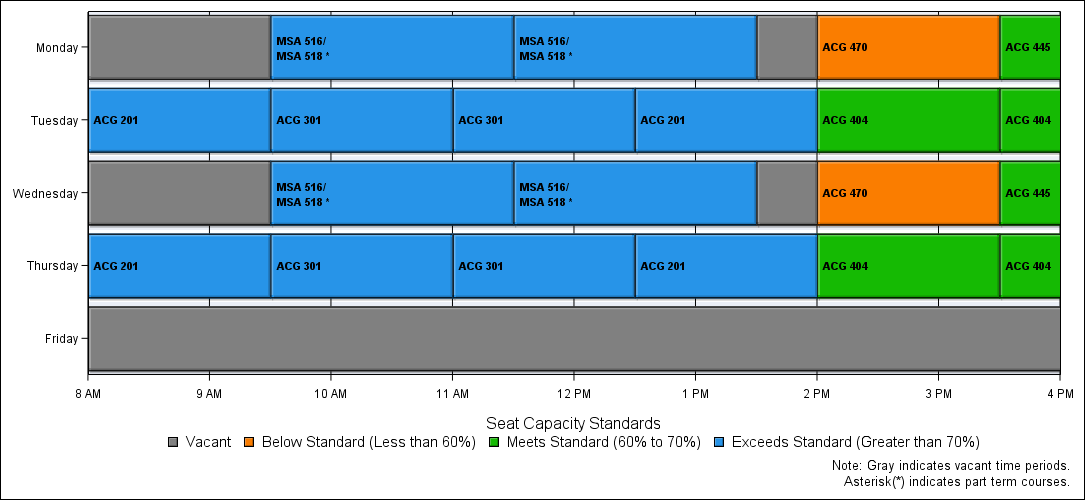 Monday
MSA 516/
MSA 518 *
MSA 516/
MSA 518 *
ACG 470
ACG 445
Tuesday
ACG 201
ACG 301
ACG 301
ACG 201
ACG 404
ACG 404
Wednesday
MSA 516/
MSA 518 *
MSA 516/
MSA 518 *
ACG 470
ACG 445
Thursday
ACG 201
ACG 301
ACG 301
ACG 201
ACG 404
ACG 404
Friday
8 AM
9 AM
10 AM
11 AM
12 PM
1 PM
2 PM
3 PM
4 PM
Seat Capacity Standards
Vacant
Below Standard (Less than 60%)
Meets Standard (60% to 70%)
Exceeds Standard (Greater than 70%)
Note: Gray indicates vacant time periods.
Asterisk(*) indicates part term courses.